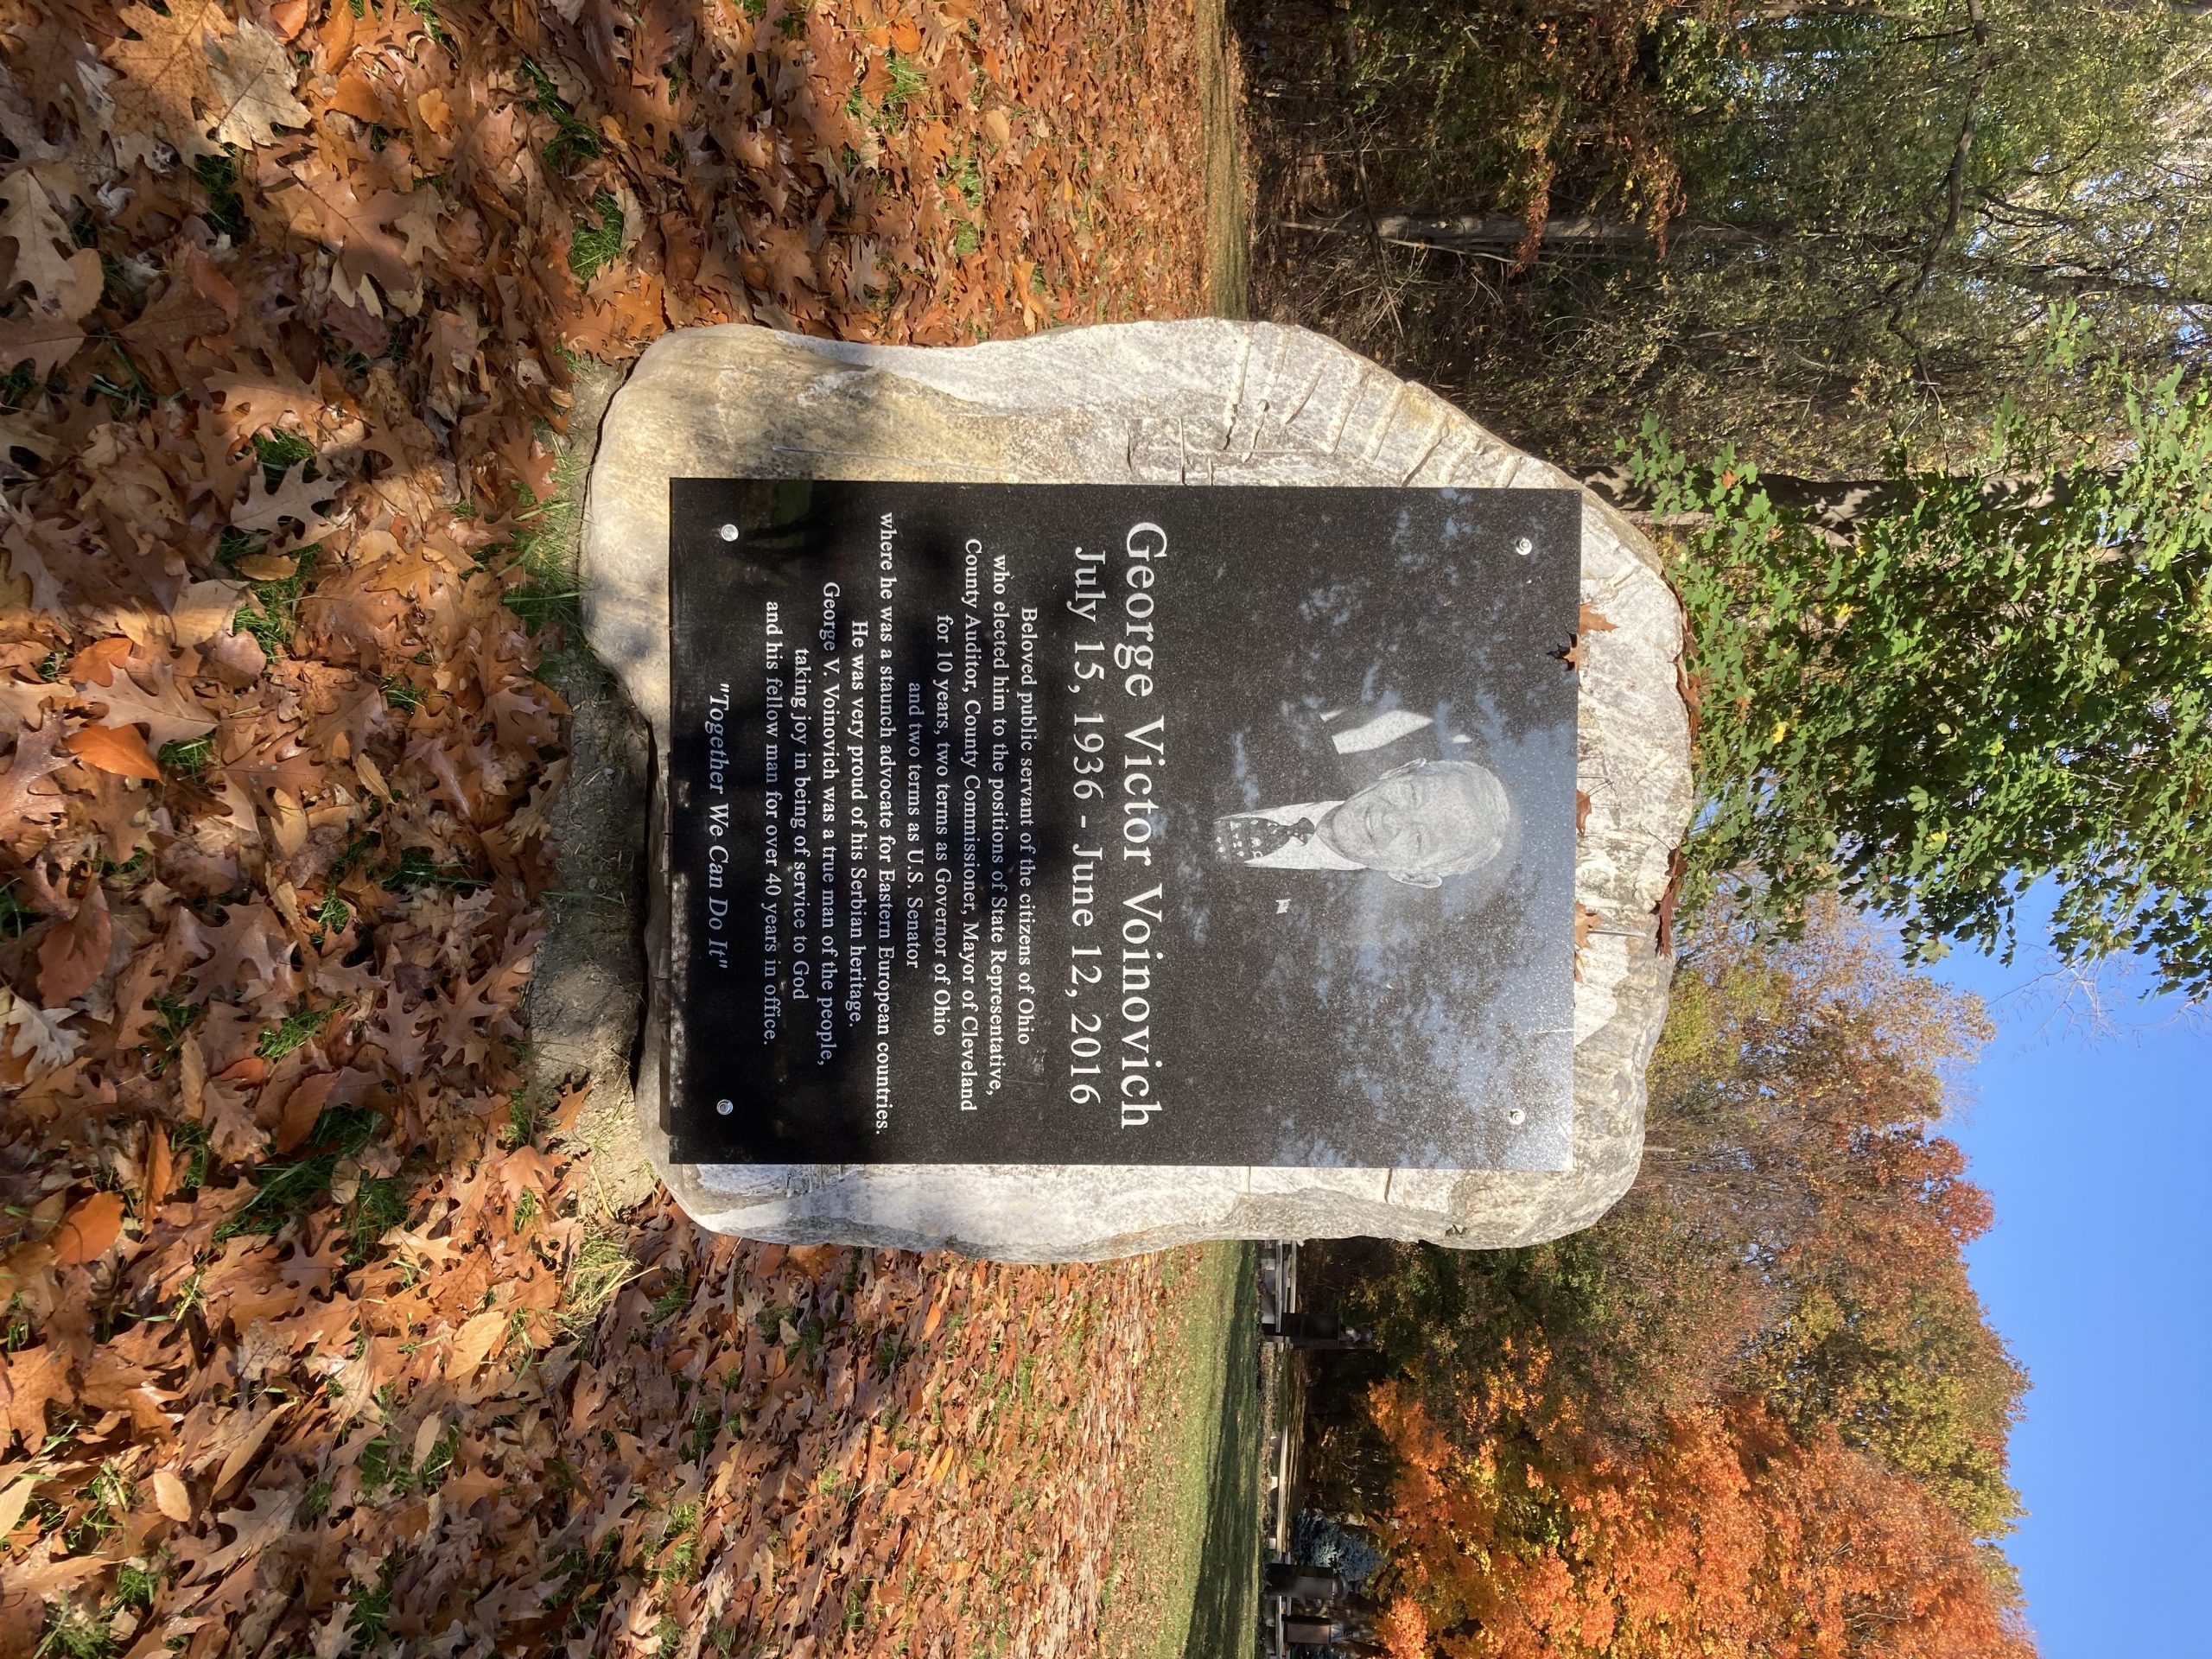 George Victor Voinovich
July 15, 1936 - June 12, 2016
Beloved public servant of the citizens of Ohio
who elected him to the positions of State Representative,
County Auditor, County Commissioner, Mayor of Cleveland
for 10 years, two terms as Governor of Ohio
and two terms as U.S. Senator
where he was a staunch advocate for Eastern European countries.
He was very proud of his Serbian heritage.
George V. Voinovich was a true man of the people,
taking joy in being of service to God
and his fellow man for over 40 years in office.
"Together We Can Do It"